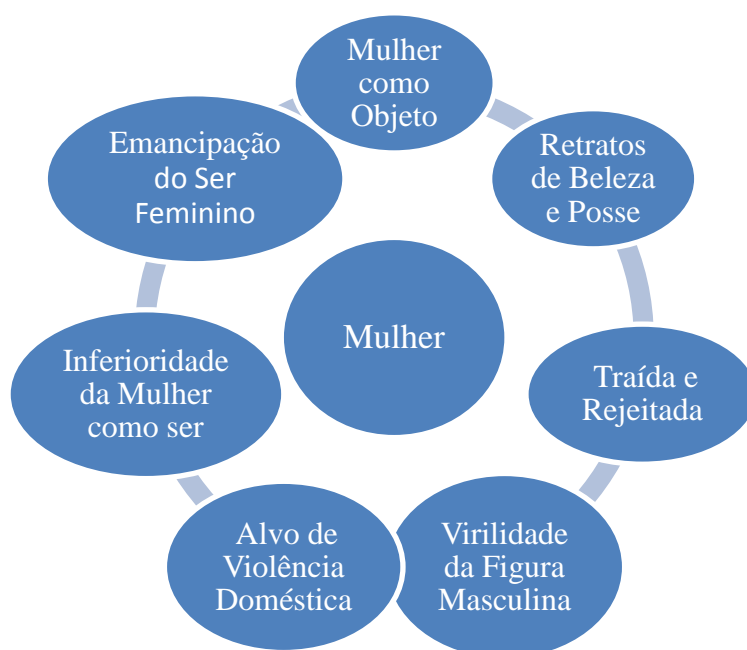 Mulher
como
Objeto
Retratos
de Beleza
e Posse
Traída e
Rejeitada
Virilidade
da Figura
Masculina
Alvo de
Violência
Doméstica
Inferioridade
da Mulher
como ser
Emancipação
do Ser
Feminino
Mulher